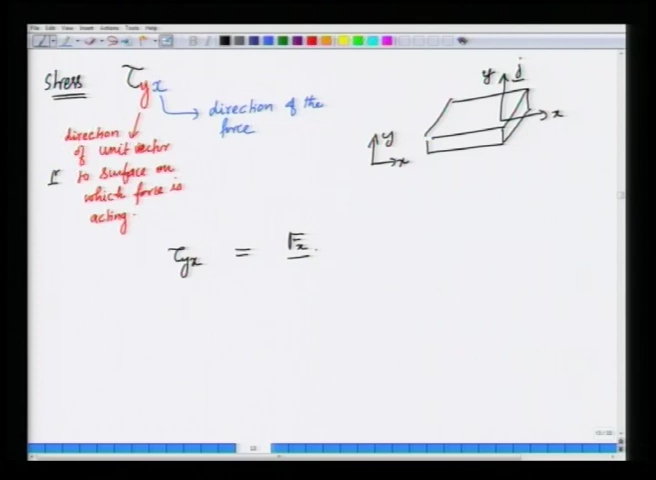 Stress τyx
direction of the
force
direction
of unit vector
⊥r to surface on
which force is
acting.
y j
x
y
x
τyx = Fx